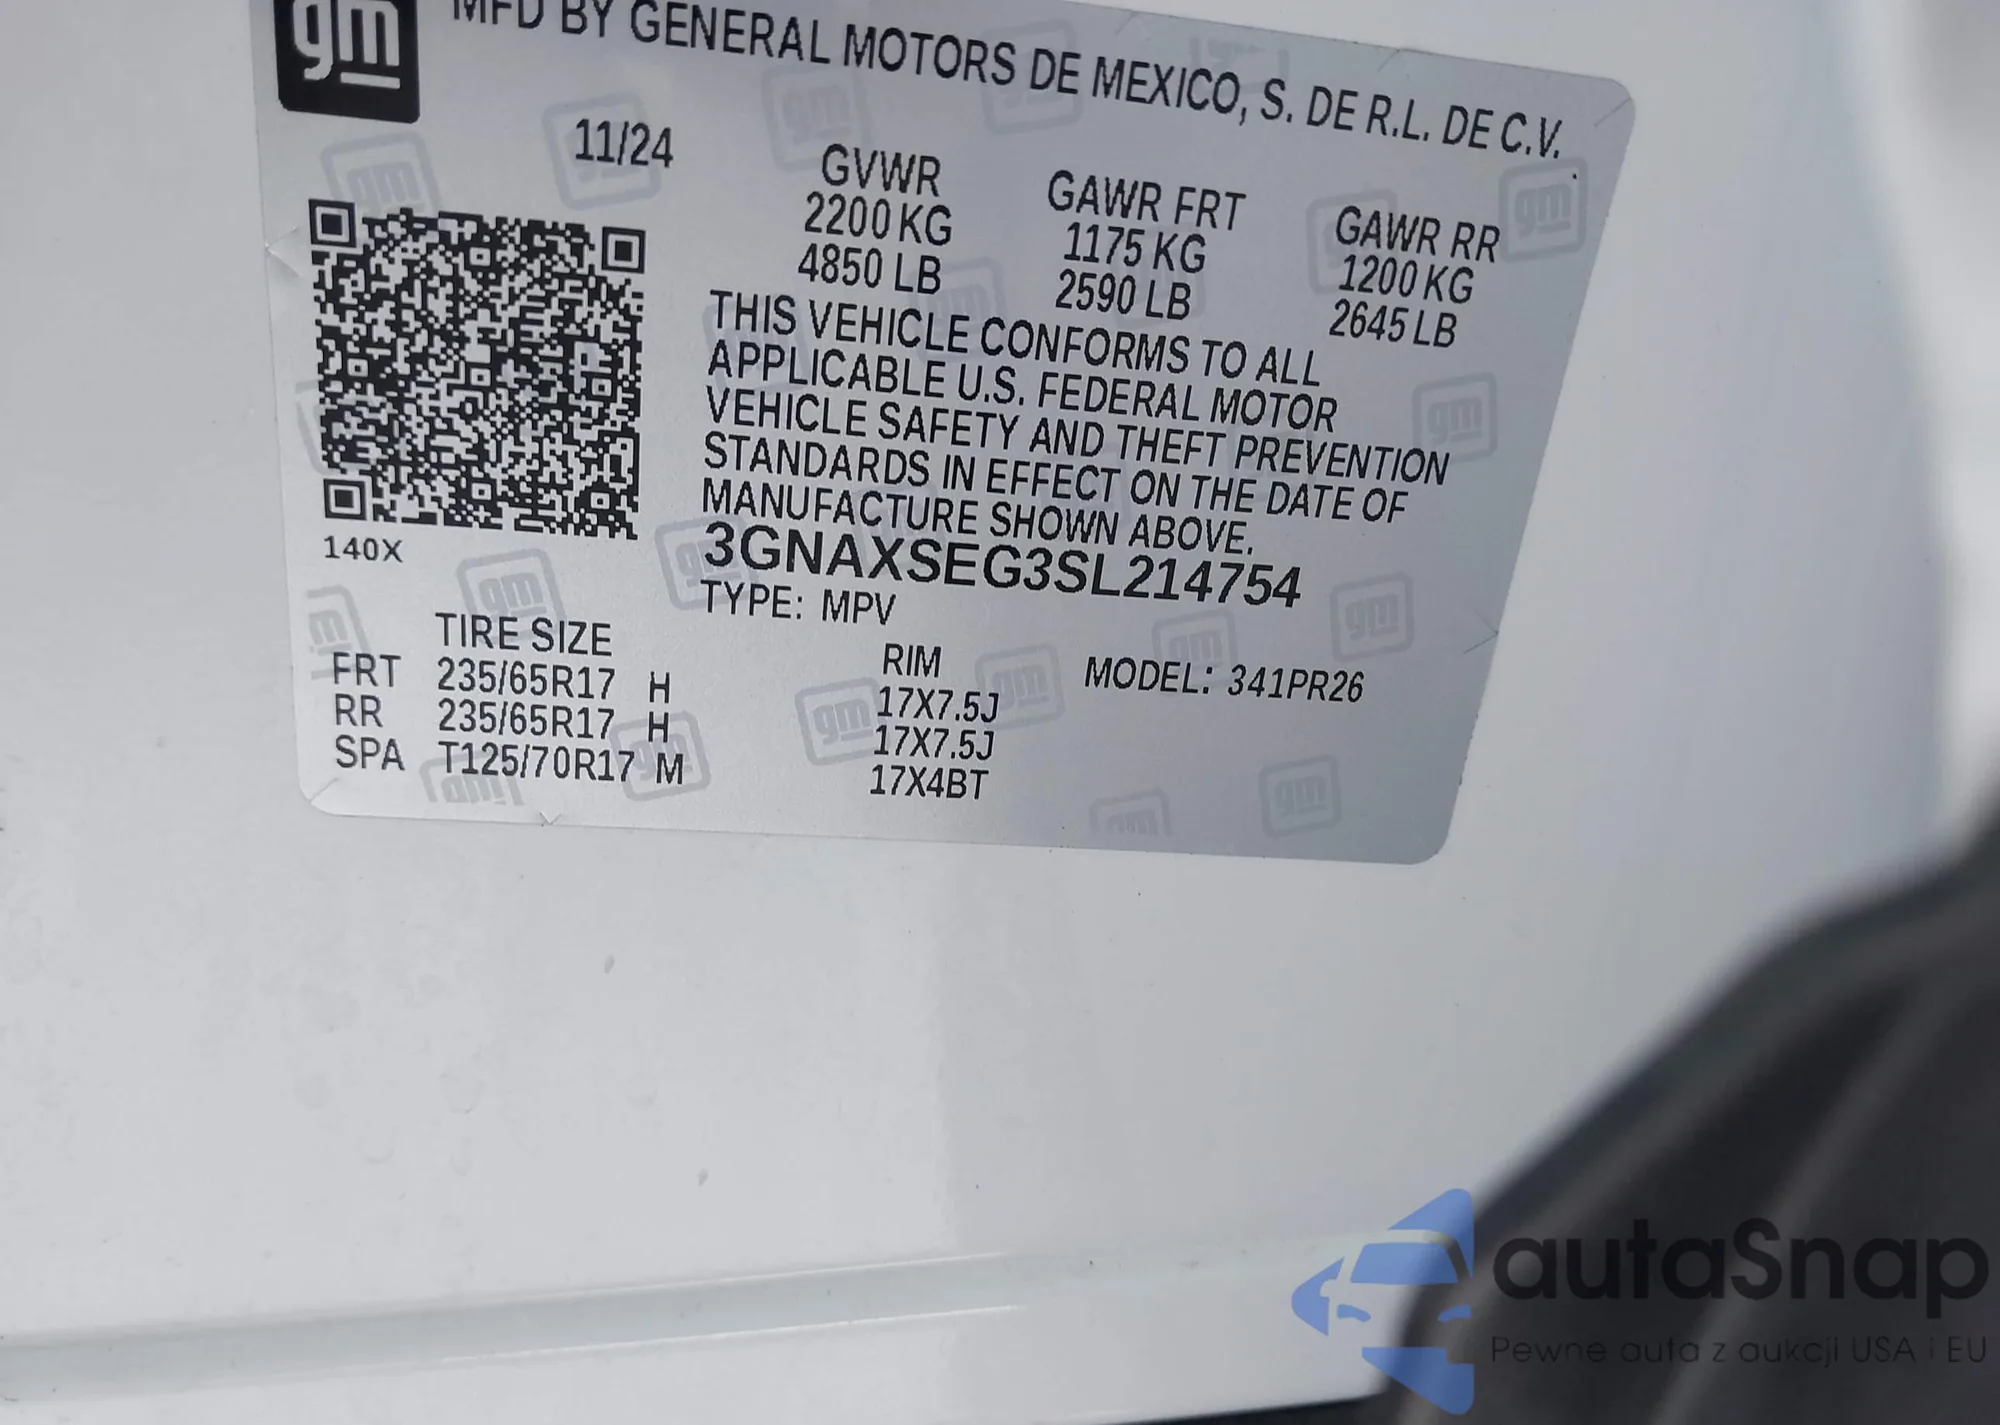 gm
MFD BY GENERAL MOTORS DE MEXICO, S. DE R.L. DE C.V.
11/24
GVWR GAWR FRT GAWR RR
2200 KG 1175 KG 1200 KG
4850 LB 2590 LB 2645 LB
THIS VEHICLE CONFORMS TO ALL
APPLICABLE U.S. FEDERAL MOTOR
VEHICLE SAFETY AND THEFT PREVENTION
STANDARDS IN EFFECT ON THE DATE OF
MANUFACTURE SHOWN ABOVE.
140X
3GNAXSEG3SL214754
TYPE: MPV
TIRE SIZE RIM MODEL: 341PR26
FRT 235/65R17 H 17X7.5J
RR 235/65R17 H 17X7.5J
SPA T125/70R17 M 17X4BT
autaSnap
Pewne auta z aukcji USA i EU